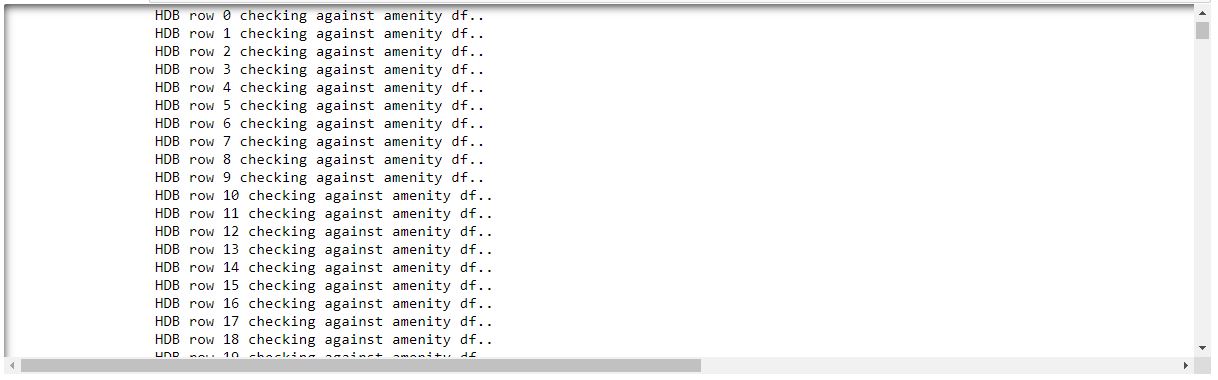 HDB row 0 checking against amenity df..
HDB row 1 checking against amenity df..
HDB row 2 checking against amenity df..
HDB row 3 checking against amenity df..
HDB row 4 checking against amenity df..
HDB row 5 checking against amenity df..
HDB row 6 checking against amenity df..
HDB row 7 checking against amenity df..
HDB row 8 checking against amenity df..
HDB row 9 checking against amenity df..
HDB row 10 checking against amenity df..
HDB row 11 checking against amenity df..
HDB row 12 checking against amenity df..
HDB row 13 checking against amenity df..
HDB row 14 checking against amenity df..
HDB row 15 checking against amenity df..
HDB row 16 checking against amenity df..
HDB row 17 checking against amenity df..
HDB row 18 checking against amenity df..
HDB row 19 checking against amenity df